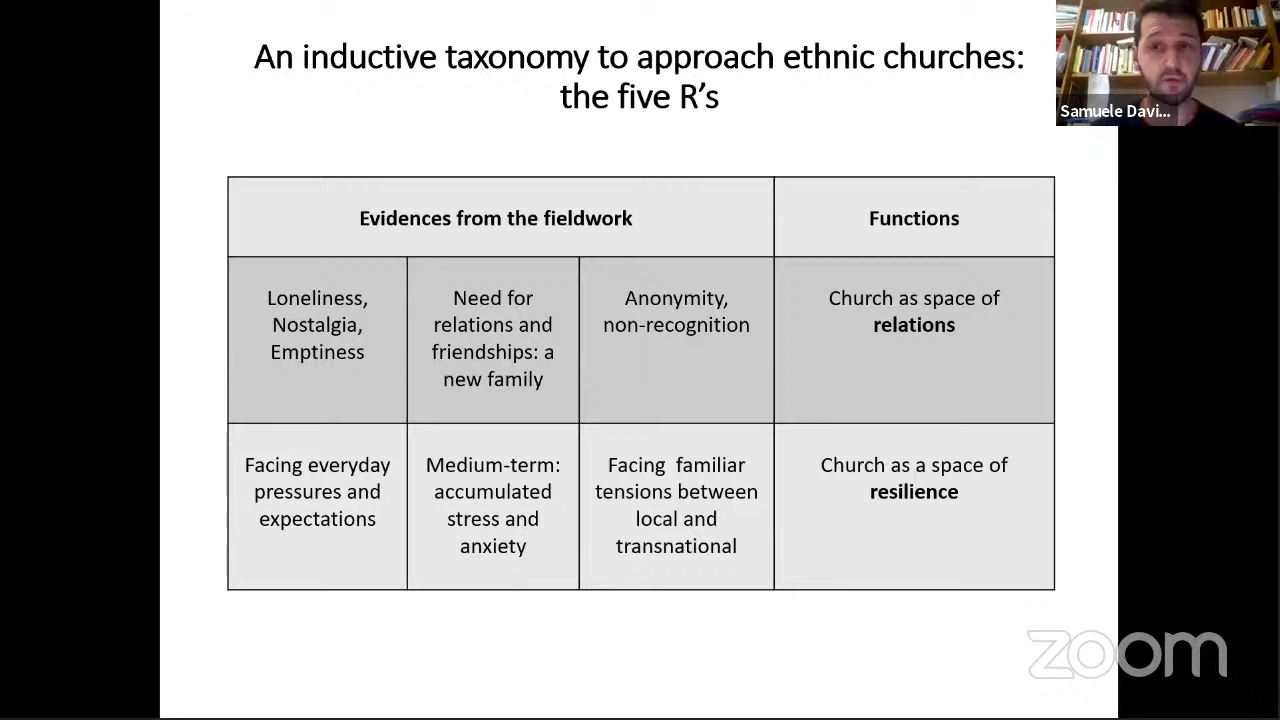 An inductive taxonomy to approach ethnic churches:
the five R’s
Samuele Davi...
Evidences from the fieldwork
Functions
Loneliness,
Nostalgia,
Emptiness
Need for
relations and
friendships: a
new family
Anonymity,
non-recognition
Church as space of
relations
Facing everyday
pressures and
expectations
Medium-term:
accumulated
stress and
anxiety
Facing  familiar
tensions between
local and
transnational
Church as a space of
resilience
zoom